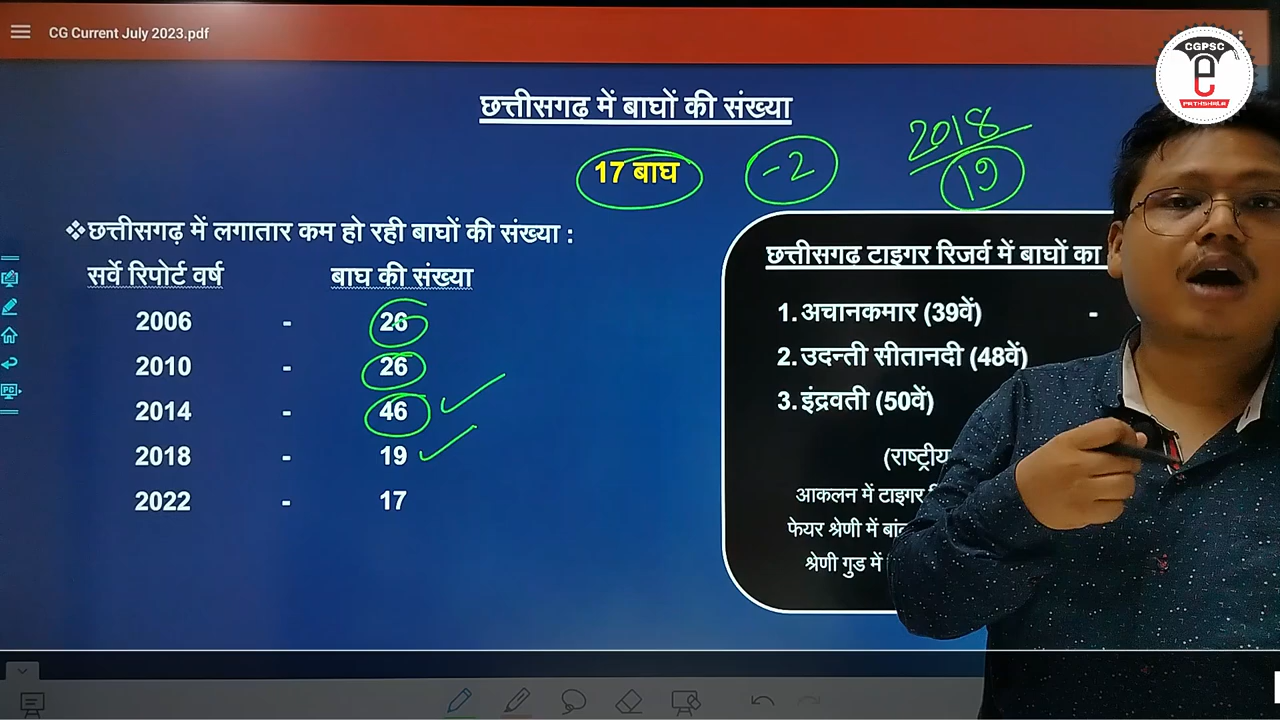 CG Current July 2023.pdf
CGPSC
e
PATHSHALA
छत्तीसगढ़ में बाघों की संख्या
17 बाघ
-2
2018
19
❖छत्तीसगढ़ में लगातार कम हो रही बाघों की संख्या :
सर्वे रिपोर्ट वर्ष बाघ की संख्या
2006 - 26
2010 - 26
2014 - 46
2018 - 19
2022 - 17
छत्तीसगढ़ टाइगर रिजर्व में बाघों का
1. अचानकमार (39वें) -
2. उदन्ती सीतानदी (48वें)
3. इंद्रवती (50वें)
(राष्ट्रीय
आकलन में टाइगर
फेयर श्रेणी में
श्रेणी गुड में
PC